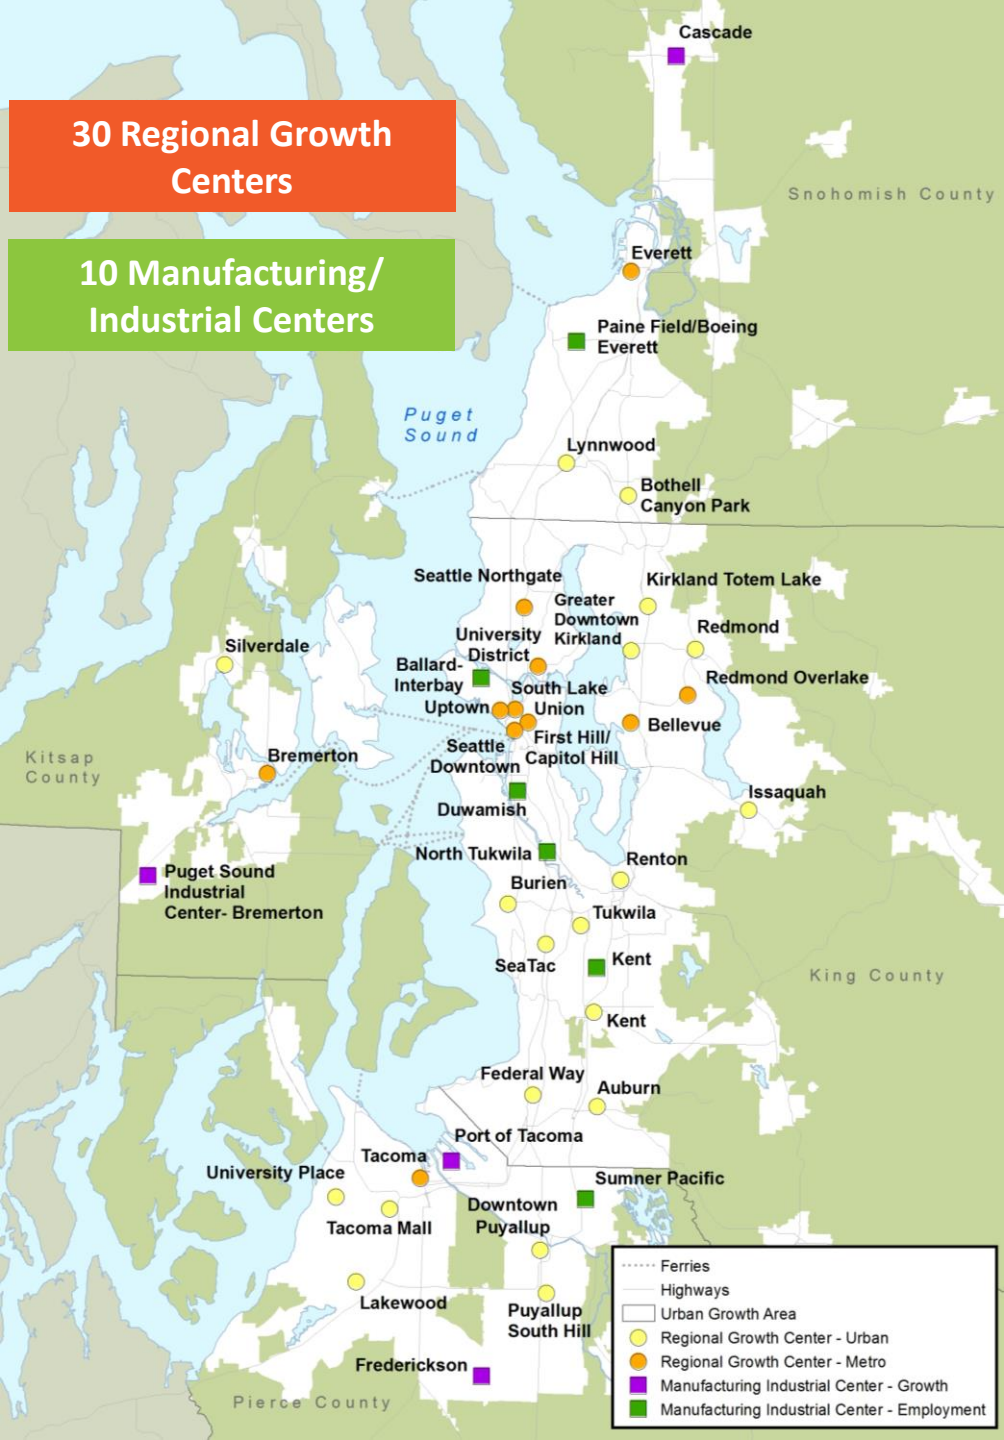 Cascade
30 Regional Growth
Centers
Snohomish County
10 Manufacturing/
Industrial Centers
Everett
Paine Field/Boeing
Everett
Puget
Sound
Lynnwood
Bothell
Canyon Park
Seattle Northgate
Kirkland Totem Lake
Greater
Downtown
Kirkland
Redmond
University
District
Silverdale
Ballard-
Interbay
Redmond Overlake
South Lake
Union
Uptown
Bellevue
First Hill/
Capitol Hill
Seattle
Downtown
Kitsap
County
Bremerton
Issaquah
Duwamish
North Tukwila
Renton
Puget Sound
Industrial
Center- Bremerton
Burien
Tukwila
SeaTac
Kent
King County
Kent
Federal Way
Auburn
Port of Tacoma
Tacoma
University Place
Sumner Pacific
Downtown
Puyallup
Tacoma Mall
Lakewood
Puyallup
South Hill
Frederickson
Pierce County
Ferries
Highways
Urban Growth Area
Regional Growth Center - Urban
Regional Growth Center - Metro
Manufacturing Industrial Center - Growth
Manufacturing Industrial Center - Employment